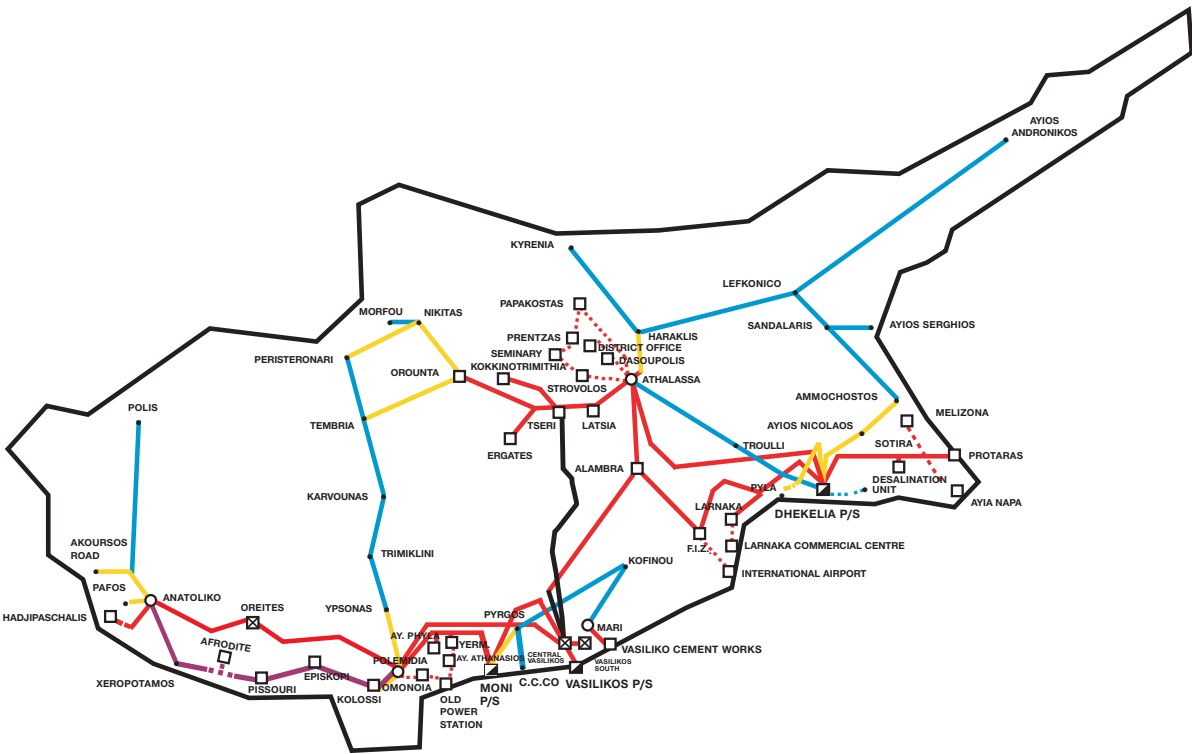 AYIOS
ANDRONIKOS
KYRENIA
LEFKONICO
PAPAKOSTAS
MORFOU
NIKITAS
SANDALARIS
AYIOS SERGHIOS
PRENTZAS
HARAKLIS
DISTRICT OFFICE
SEMINARY
DASOUPOLIS
PERISTERONARI
KOKKINOTRIMITHIA
OROUNTA
ATHALASSA
STROVOLOS
AMMOCHOSTOS
POLIS
MELIZONA
TEMBRIA
TSERI
LATSIA
AYIOS NICOLAOS
SOTIRA
TROULLI
ERGATES
PROTARAS
ALAMBRA
DESALINATION
UNIT
PYLA
KARVOUNAS
AYIA NAPA
LARNAKA
DHEKELIA P/S
AKOURSOS
ROAD
TRIMIKLINI
F.I.Z.
LARNAKA COMMERCIAL CENTRE
KOFINOU
INTERNATIONAL AIRPORT
PAFOS
ANATOLIKO
OREITES
YPSONAS
HADJIPASCHALIS
PYRGOS
MARI
AY. PHYLA
YERM.
AFRODITE
VASILIKO CEMENT WORKS
POLEMIDIA
AY. ATHANASIOS
CENTRAL
VASILIKOS
VASILIKOS
SOUTH
XEROPOTAMOS
EPISKOPI
PISSOURI
KOLOSSI
OMONOIA
C.C.CO
VASILIKOS P/S
MONI
P/S
OLD
POWER
STATION